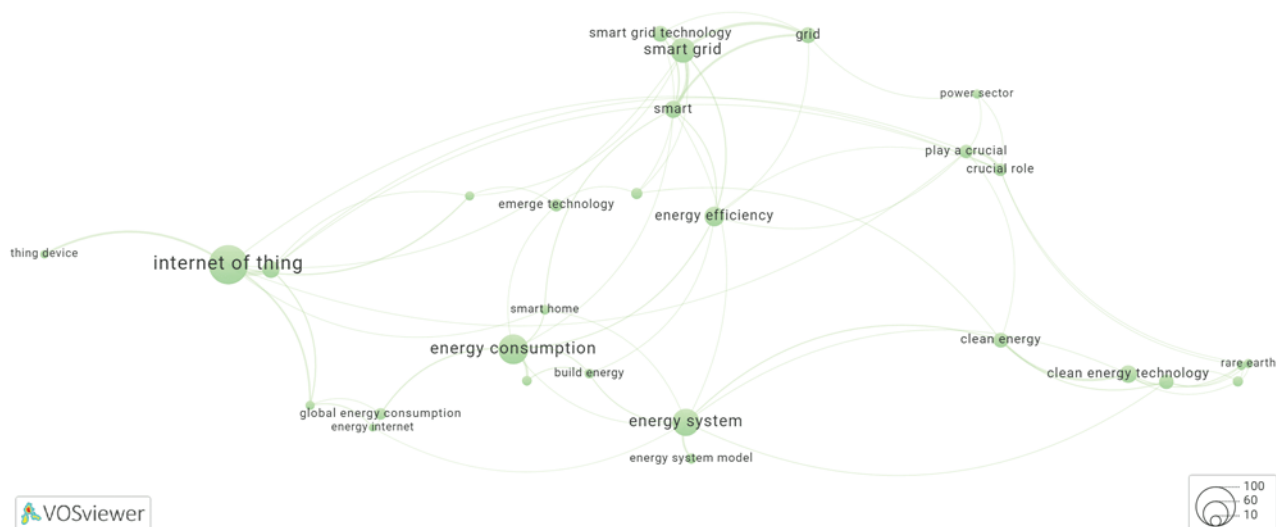 smart grid technology
grid
smart grid
power sector
smart
play a crucial
crucial role
emerge technology
energy efficiency
thing device
internet of thing
smart home
clean energy
energy consumption
rare earth
build energy
clean energy technology
global energy consumption
energy system
energy internet
energy system model
VOSviewer
100
60
10